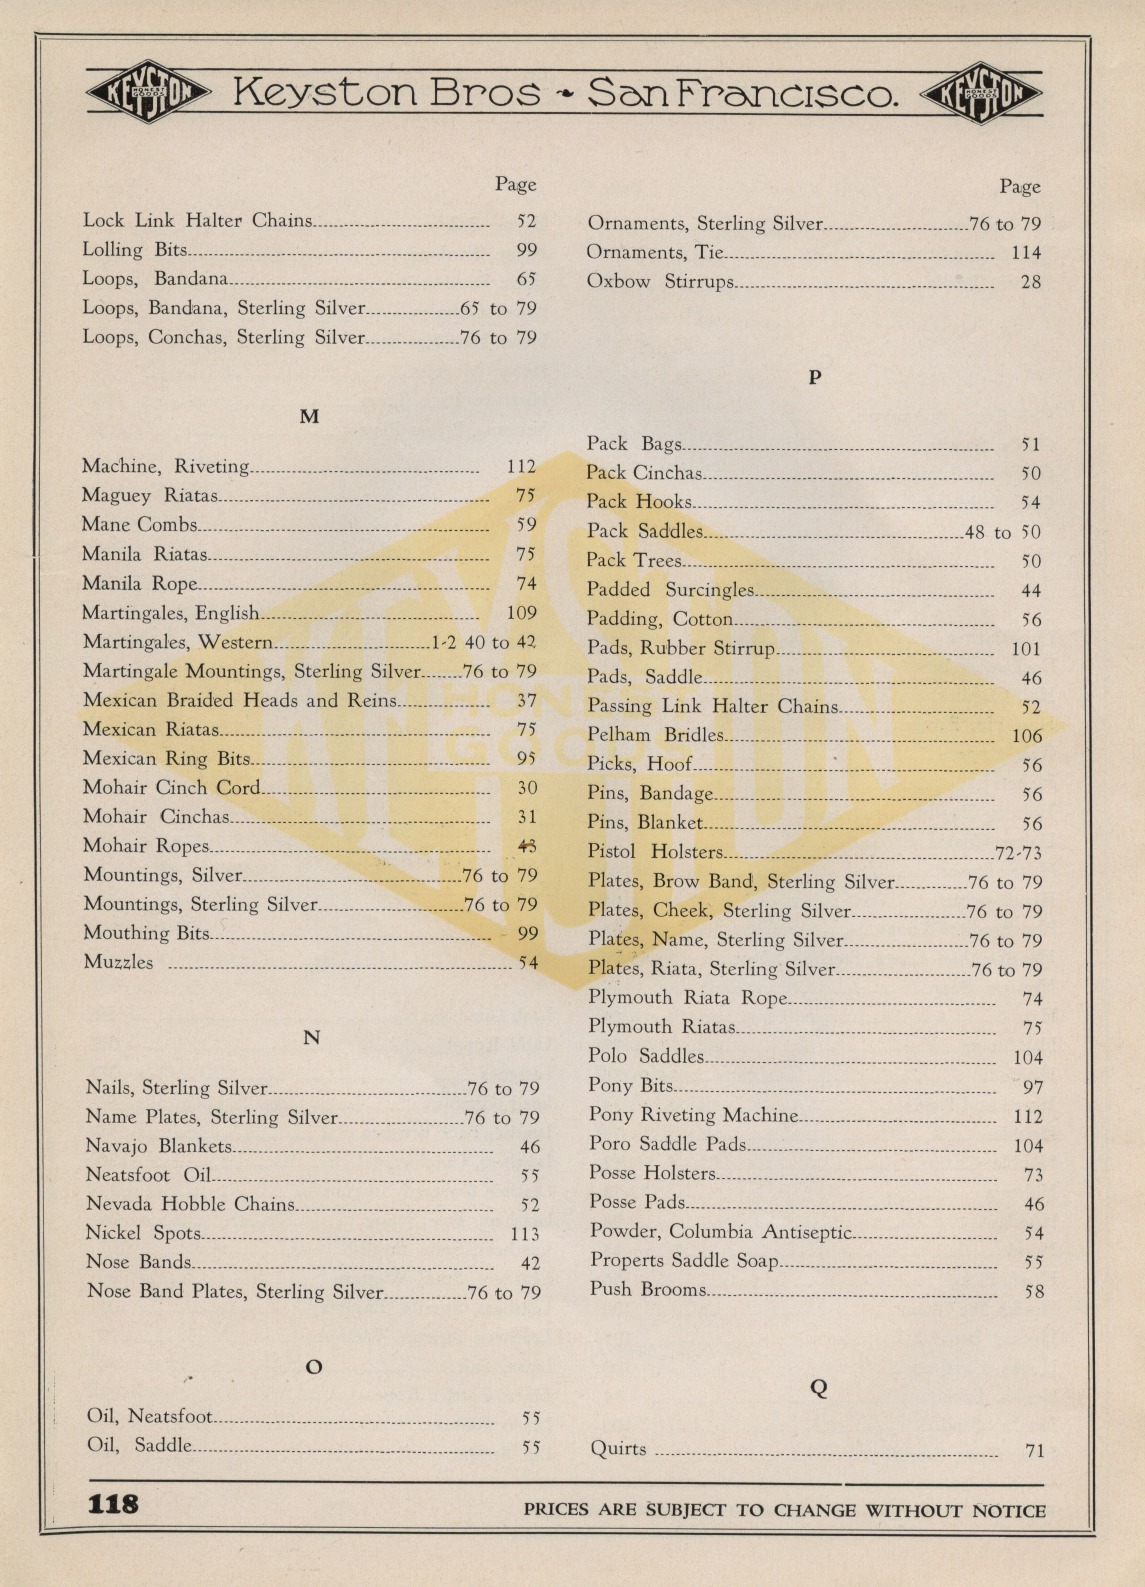 KEYSTON HONEST GOODS
Keyston Bros ~ San Francisco.
KEYSTON HONEST GOODS
Page
Lock Link Halter Chains 52
Lolling Bits 99
Loops, Bandana 65
Loops, Bandana, Sterling Silver 65 to 79
Loops, Conchas, Sterling Silver 76 to 79
M
Machine, Riveting 112
Maguey Riatas 75
Mane Combs 59
Manila Riatas 75
Manila Rope 74
Martingales, English 109
Martingales, Western 1-2 40 to 42
Martingale Mountings, Sterling Silver 76 to 79
Mexican Braided Heads and Reins 37
Mexican Riatas 75
Mexican Ring Bits 95
Mohair Cinch Cord 30
Mohair Cinchas 31
Mohair Ropes 43
Mountings, Silver 76 to 79
Mountings, Sterling Silver 76 to 79
Mouthing Bits 99
Muzzles 54
N
Nails, Sterling Silver 76 to 79
Name Plates, Sterling Silver 76 to 79
Navajo Blankets 46
Neatsfoot Oil 55
Nevada Hobble Chains 52
Nickel Spots 113
Nose Bands 42
Nose Band Plates, Sterling Silver 76 to 79
O
Oil, Neatsfoot 55
Oil, Saddle 55
Page
Ornaments, Sterling Silver 76 to 79
Ornaments, Tie 114
Oxbow Stirrups 28
P
Pack Bags 51
Pack Cinchas 50
Pack Hooks 54
Pack Saddles 48 to 50
Pack Trees 50
Padded Surcingles 44
Padding, Cotton 56
Pads, Rubber Stirrup 101
Pads, Saddle 46
Passing Link Halter Chains 52
Pelham Bridles 106
Picks, Hoof 56
Pins, Bandage 56
Pins, Blanket 56
Pistol Holsters 72-73
Plates, Brow Band, Sterling Silver 76 to 79
Plates, Cheek, Sterling Silver 76 to 79
Plates, Name, Sterling Silver 76 to 79
Plates, Riata, Sterling Silver 76 to 79
Plymouth Riata Rope 74
Plymouth Riatas 75
Polo Saddles 104
Pony Bits 97
Pony Riveting Machine 112
Poro Saddle Pads 104
Posse Holsters 73
Posse Pads 46
Powder, Columbia Antiseptic 54
Properts Saddle Soap 55
Push Brooms 58
Q
Quirts 71
KEYSTON
HONEST
GOODS
118
PRICES ARE SUBJECT TO CHANGE WITHOUT NOTICE